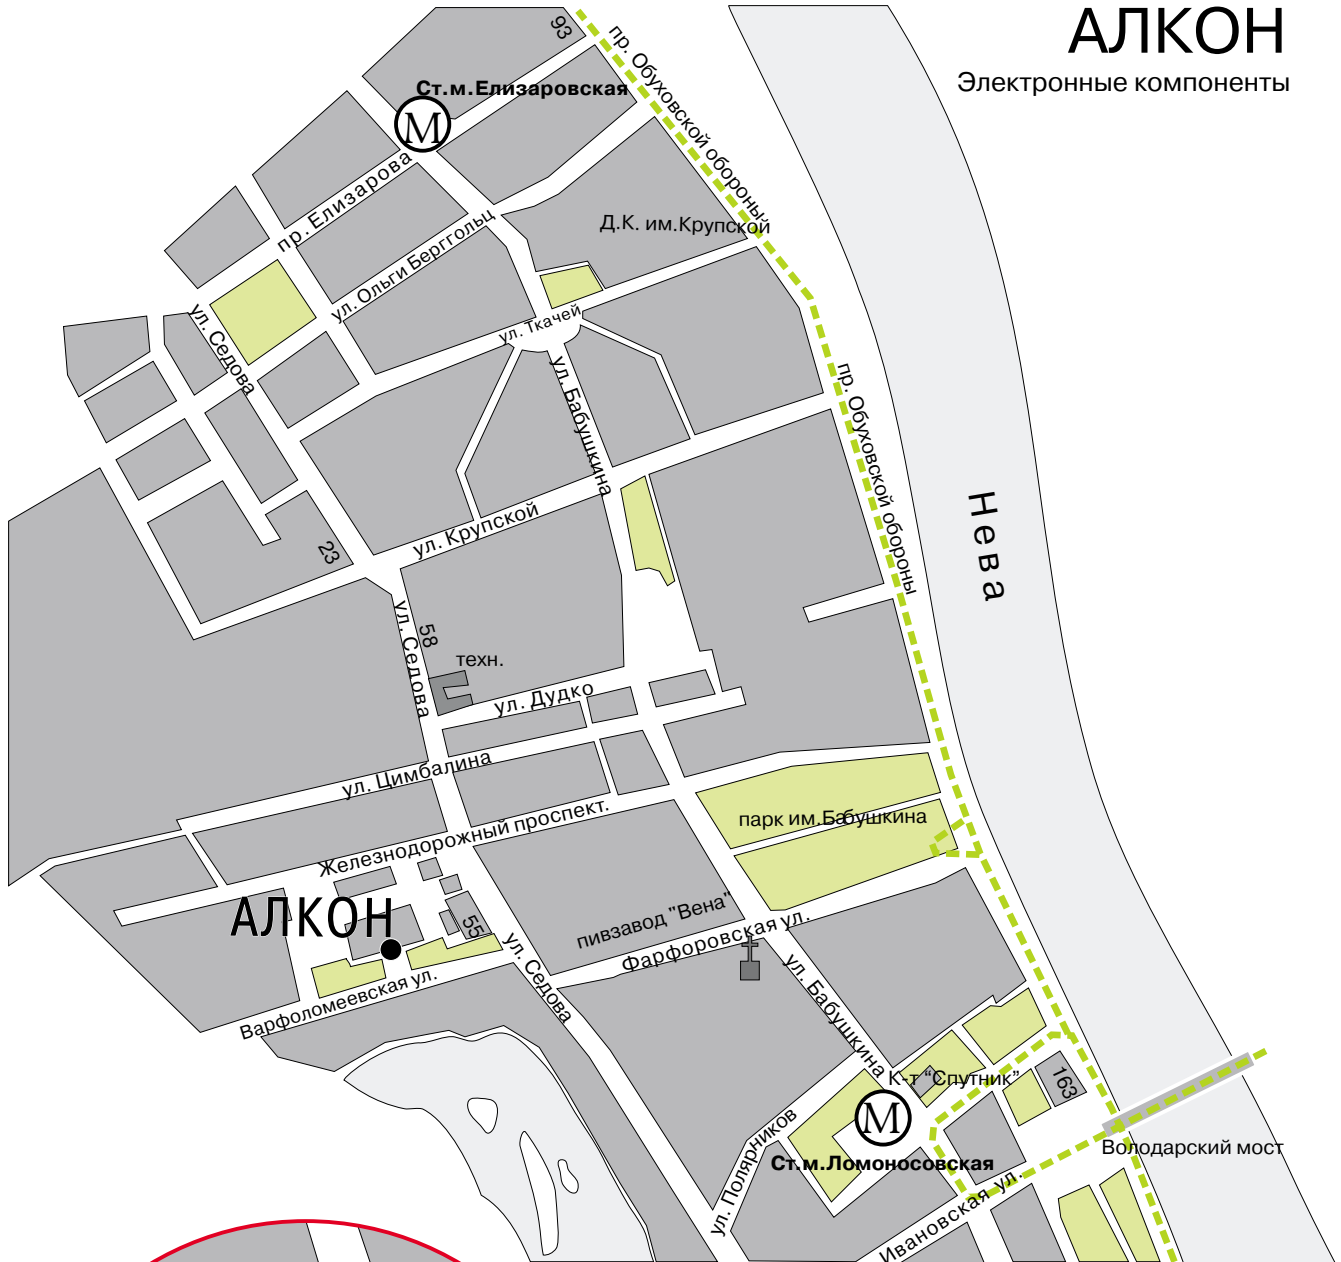 АЛКОН
Электронные компоненты
93
пр. Обуховской обороны
Ст.м.Елизаровская
М
пр. Елизарова
Д.К. им.Крупской
ул. Ольги Берггольц
ул. Седова
ул. Ткачей
ул. Бабушкина
пр. Обуховской обороны
Нева
ул. Крупской
23
ул. Седова
58
техн.
ул. Дудко
ул. Цимбалина
Железнодорожный проспект.
парк им.Бабушкина
АЛКОН
55
пивзавод "Вена"
Фарфоровская ул.
ул. Седова
Варфоломеевская ул.
ул. Бабушкина
К-т "Спутник"
163
М
Ст.м.Ломоносовская
Володарский мост
ул. Полярников
Ивановская ул.